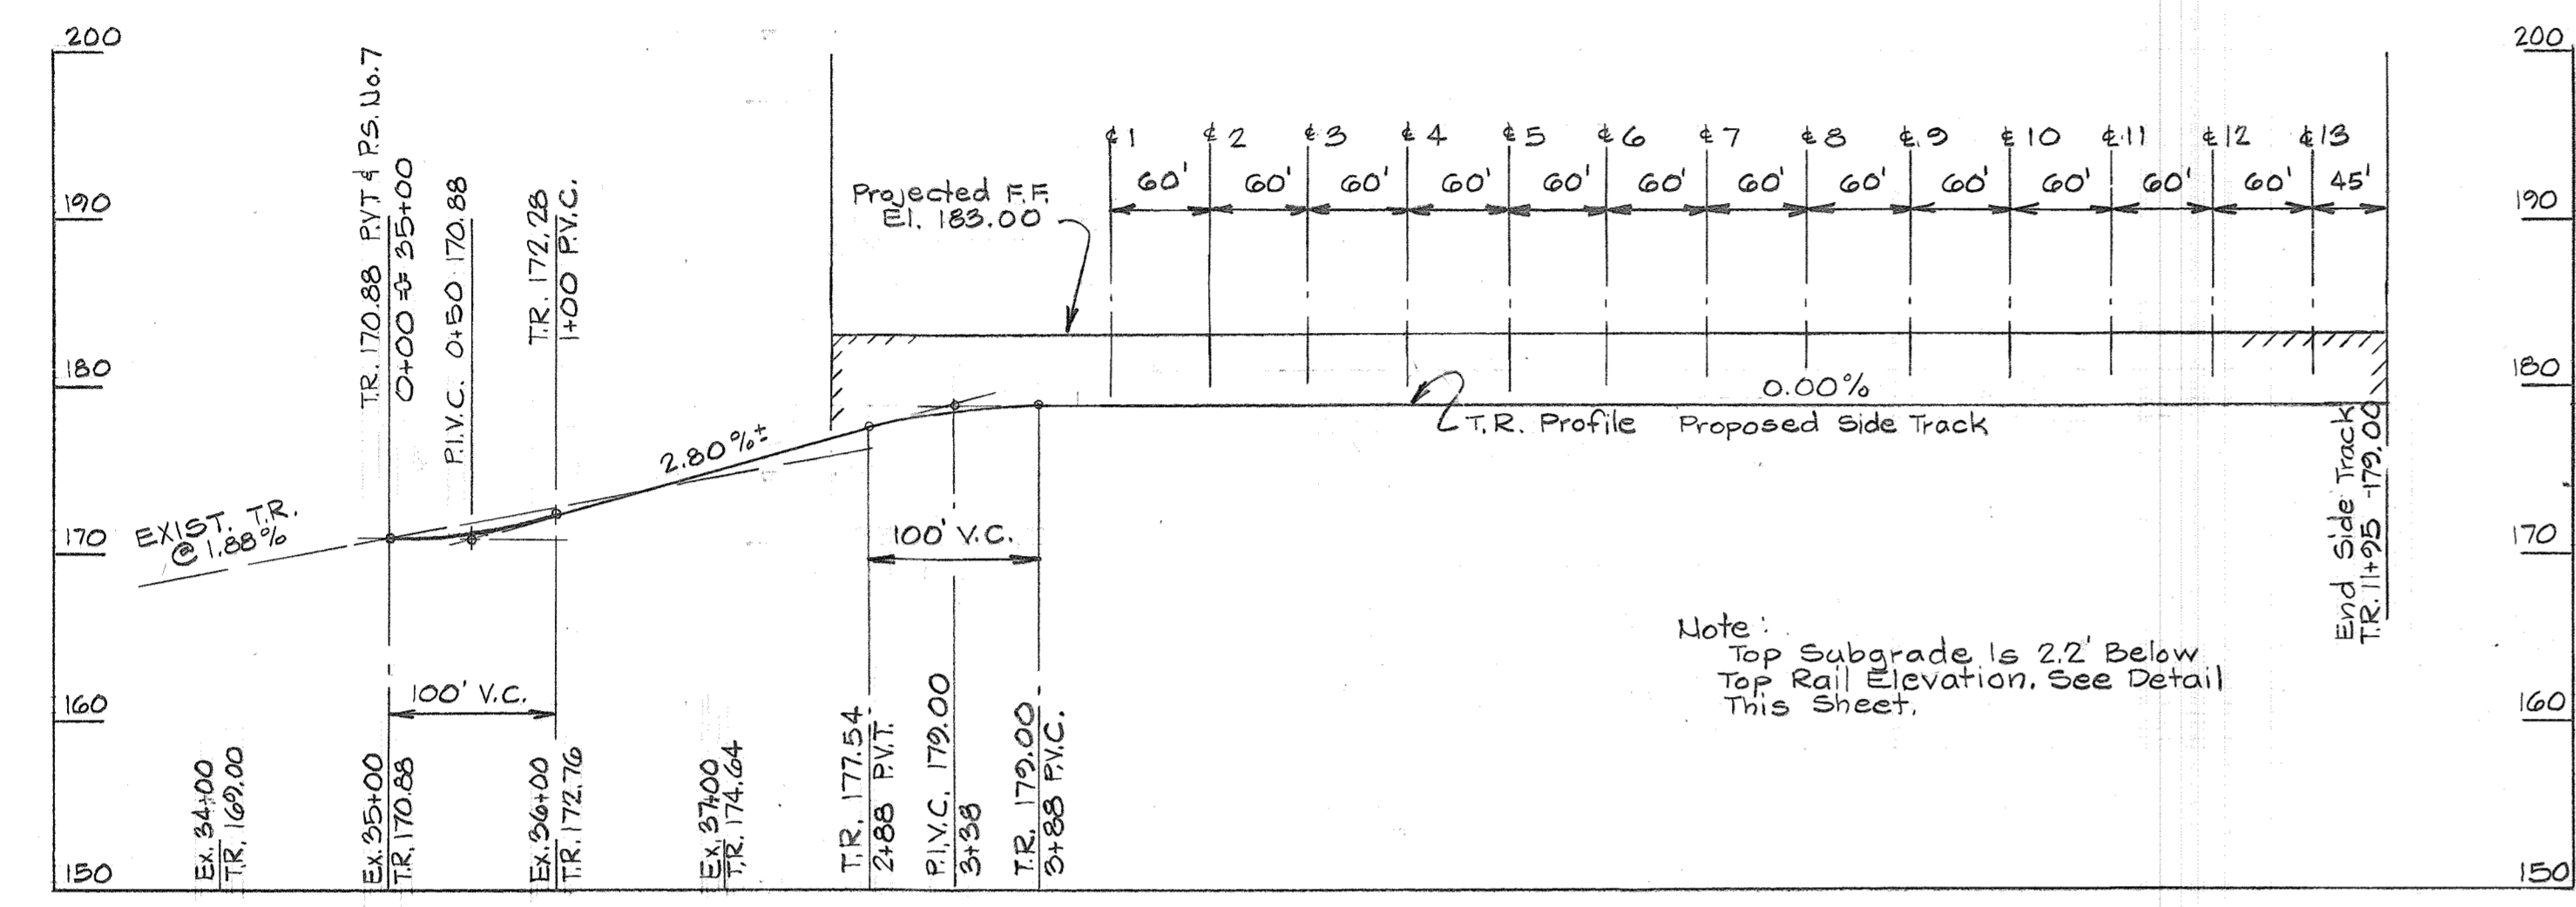 200
190
180
170
160
150
EXIST. T.R.
@ 1.88%
T.R. 170.88 P.V.T & P.S. No. 7
0+00 = 35+00
P.I.V.C. 0+50 170.88
T.R. 172.28
1+00 P.V.C.
2.80%±
100' V.C.
100' V.C.
Projected F.F.
El. 183.00
℄ 1
℄ 2
℄ 3
℄ 4
℄ 5
℄ 6
℄ 7
℄ 8
℄ 9
℄ 10
℄ 11
℄ 12
℄ 13
60'
60'
60'
60'
60'
60'
60'
60'
60'
60'
60'
60'
45'
0.00%
T.R. Profile Proposed Side Track
End Side Track
T.R. 11+95 -179.00
Note:
Top Subgrade Is 2.2' Below
Top Rail Elevation. See Detail
This Sheet.
Ex. 34+00
T.R. 169.00
Ex. 35+00
T.R. 170.88
Ex. 36+00
T.R. 172.76
Ex. 37+00
T.R. 174.64
T.R. 177.54
2+88 P.V.T.
P.I.V.C. 179.00
3+38
T.R. 179.00
3+88 P.V.C.
200
190
180
170
160
150